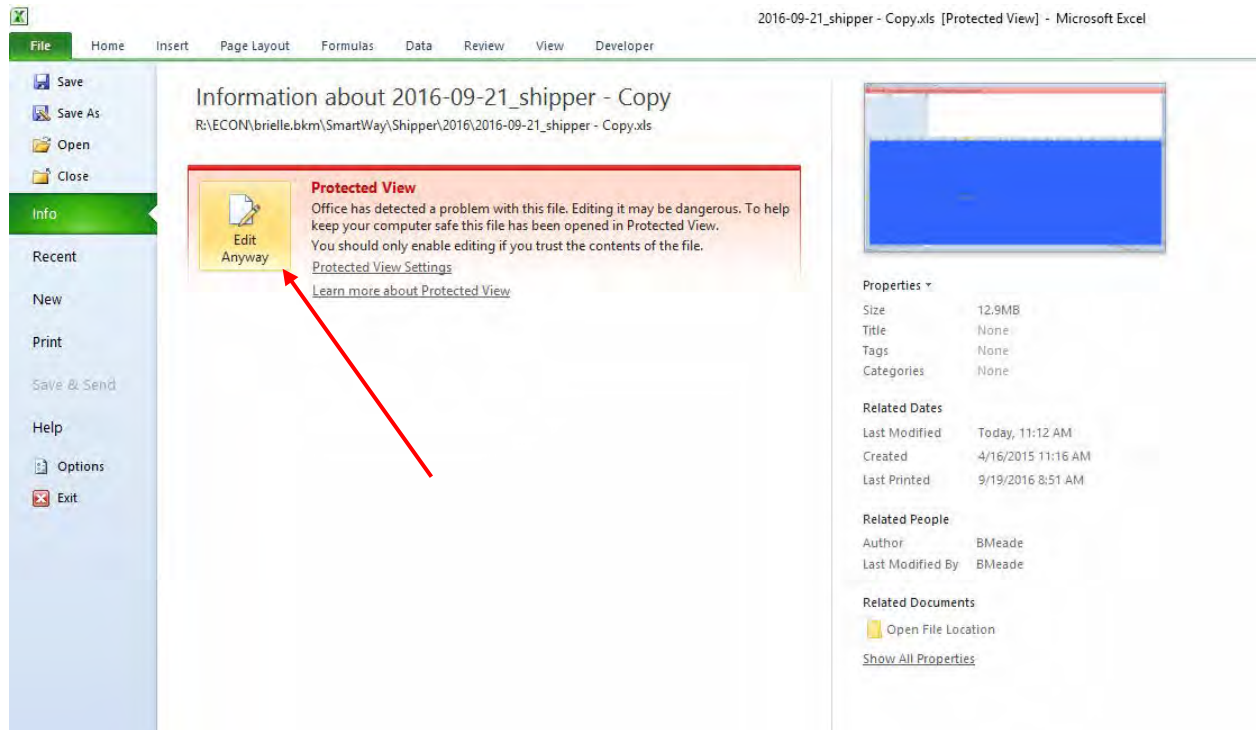 2016-09-21_shipper - Copy.xls [Protected View] - Microsoft Excel
File Home Insert Page Layout Formulas Data Review View Developer
Save
Save As
Open
Close
Info
Recent
New
Print
Save & Send
Help
Options
Exit
Information about 2016-09-21_shipper - Copy
R:\ECON\brielle.bkm\SmartWay\Shipper\2016\2016-09-21_shipper - Copy.xls
Edit
Anyway
Protected View
Office has detected a problem with this file. Editing it may be dangerous. To help
keep your computer safe this file has been opened in Protected View.
You should only enable editing if you trust the contents of the file.
Protected View Settings
Learn more about Protected View
Properties
Size 12.9MB
Title None
Tags None
Categories None
Related Dates
Last Modified Today, 11:12 AM
Created 4/16/2015 11:16 AM
Last Printed 9/19/2016 8:51 AM
Related People
Author BMeade
Last Modified By BMeade
Related Documents
Open File Location
Show All Properties